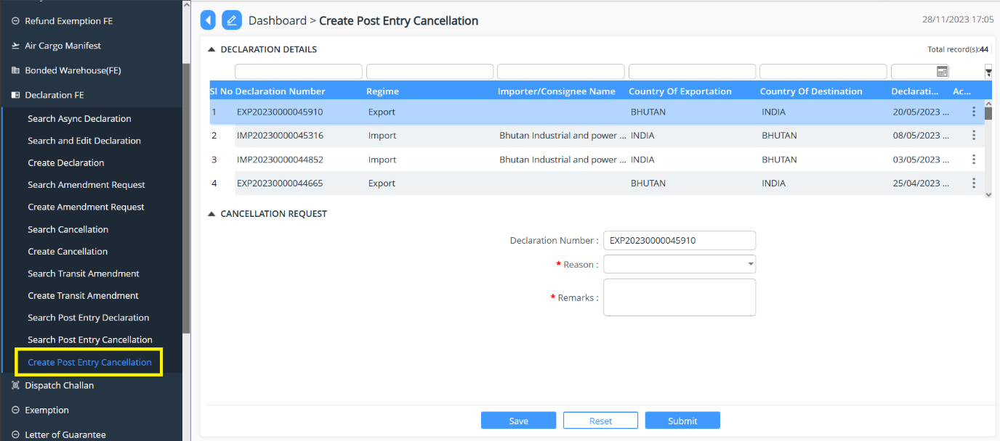 Refund Exemption FE
Air Cargo Manifest
Bonded Warehouse(FE)
Declaration FE
Search Async Declaration
Search and Edit Declaration
Create Declaration
Search Amendment Request
Create Amendment Request
Search Cancellation
Create Cancellation
Search Transit Amendment
Create Transit Amendment
Search Post Entry Declaration
Search Post Entry Cancellation
Create Post Entry Cancellation
Dispatch Challan
Exemption
Letter of Guarantee
Dashboard > Create Post Entry Cancellation
28/11/2023 17:05
DECLARATION DETAILS
Total record(s):44
Sl No Declaration Number Regime Importer/Consignee Name Country Of Exportation Country Of Destination Declarati... Ac...
1 EXP20230000045910 Export BHUTAN INDIA 20/05/2023 ...
2 IMP20230000045316 Import Bhutan Industrial and power ... INDIA BHUTAN 08/05/2023 ...
3 IMP20230000044852 Import Bhutan Industrial and power ... INDIA BHUTAN 03/05/2023 ...
4 EXP20230000044665 Export BHUTAN INDIA 25/04/2023 ...
CANCELLATION REQUEST
Declaration Number : EXP20230000045910
* Reason :
* Remarks :
Save Reset Submit